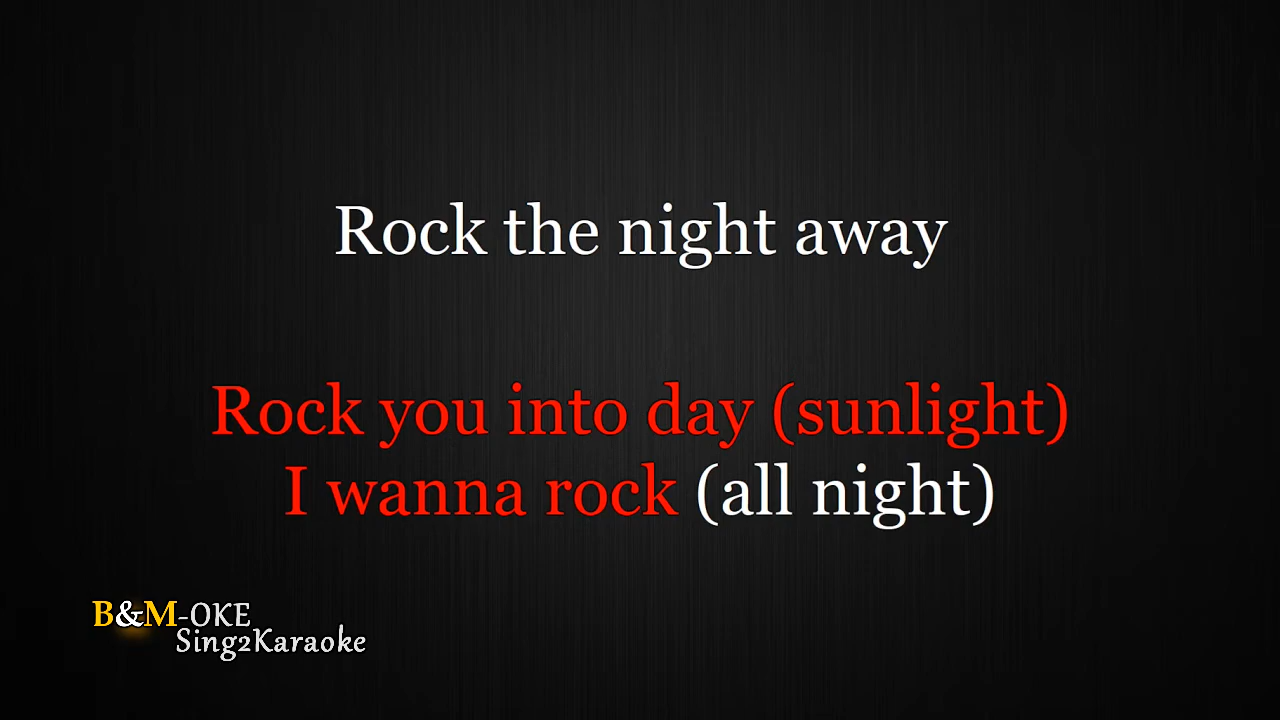 Rock the night away
Rock you into day (sunlight)
I wanna rock (all night)
B&M-OKE
Sing2Karaoke